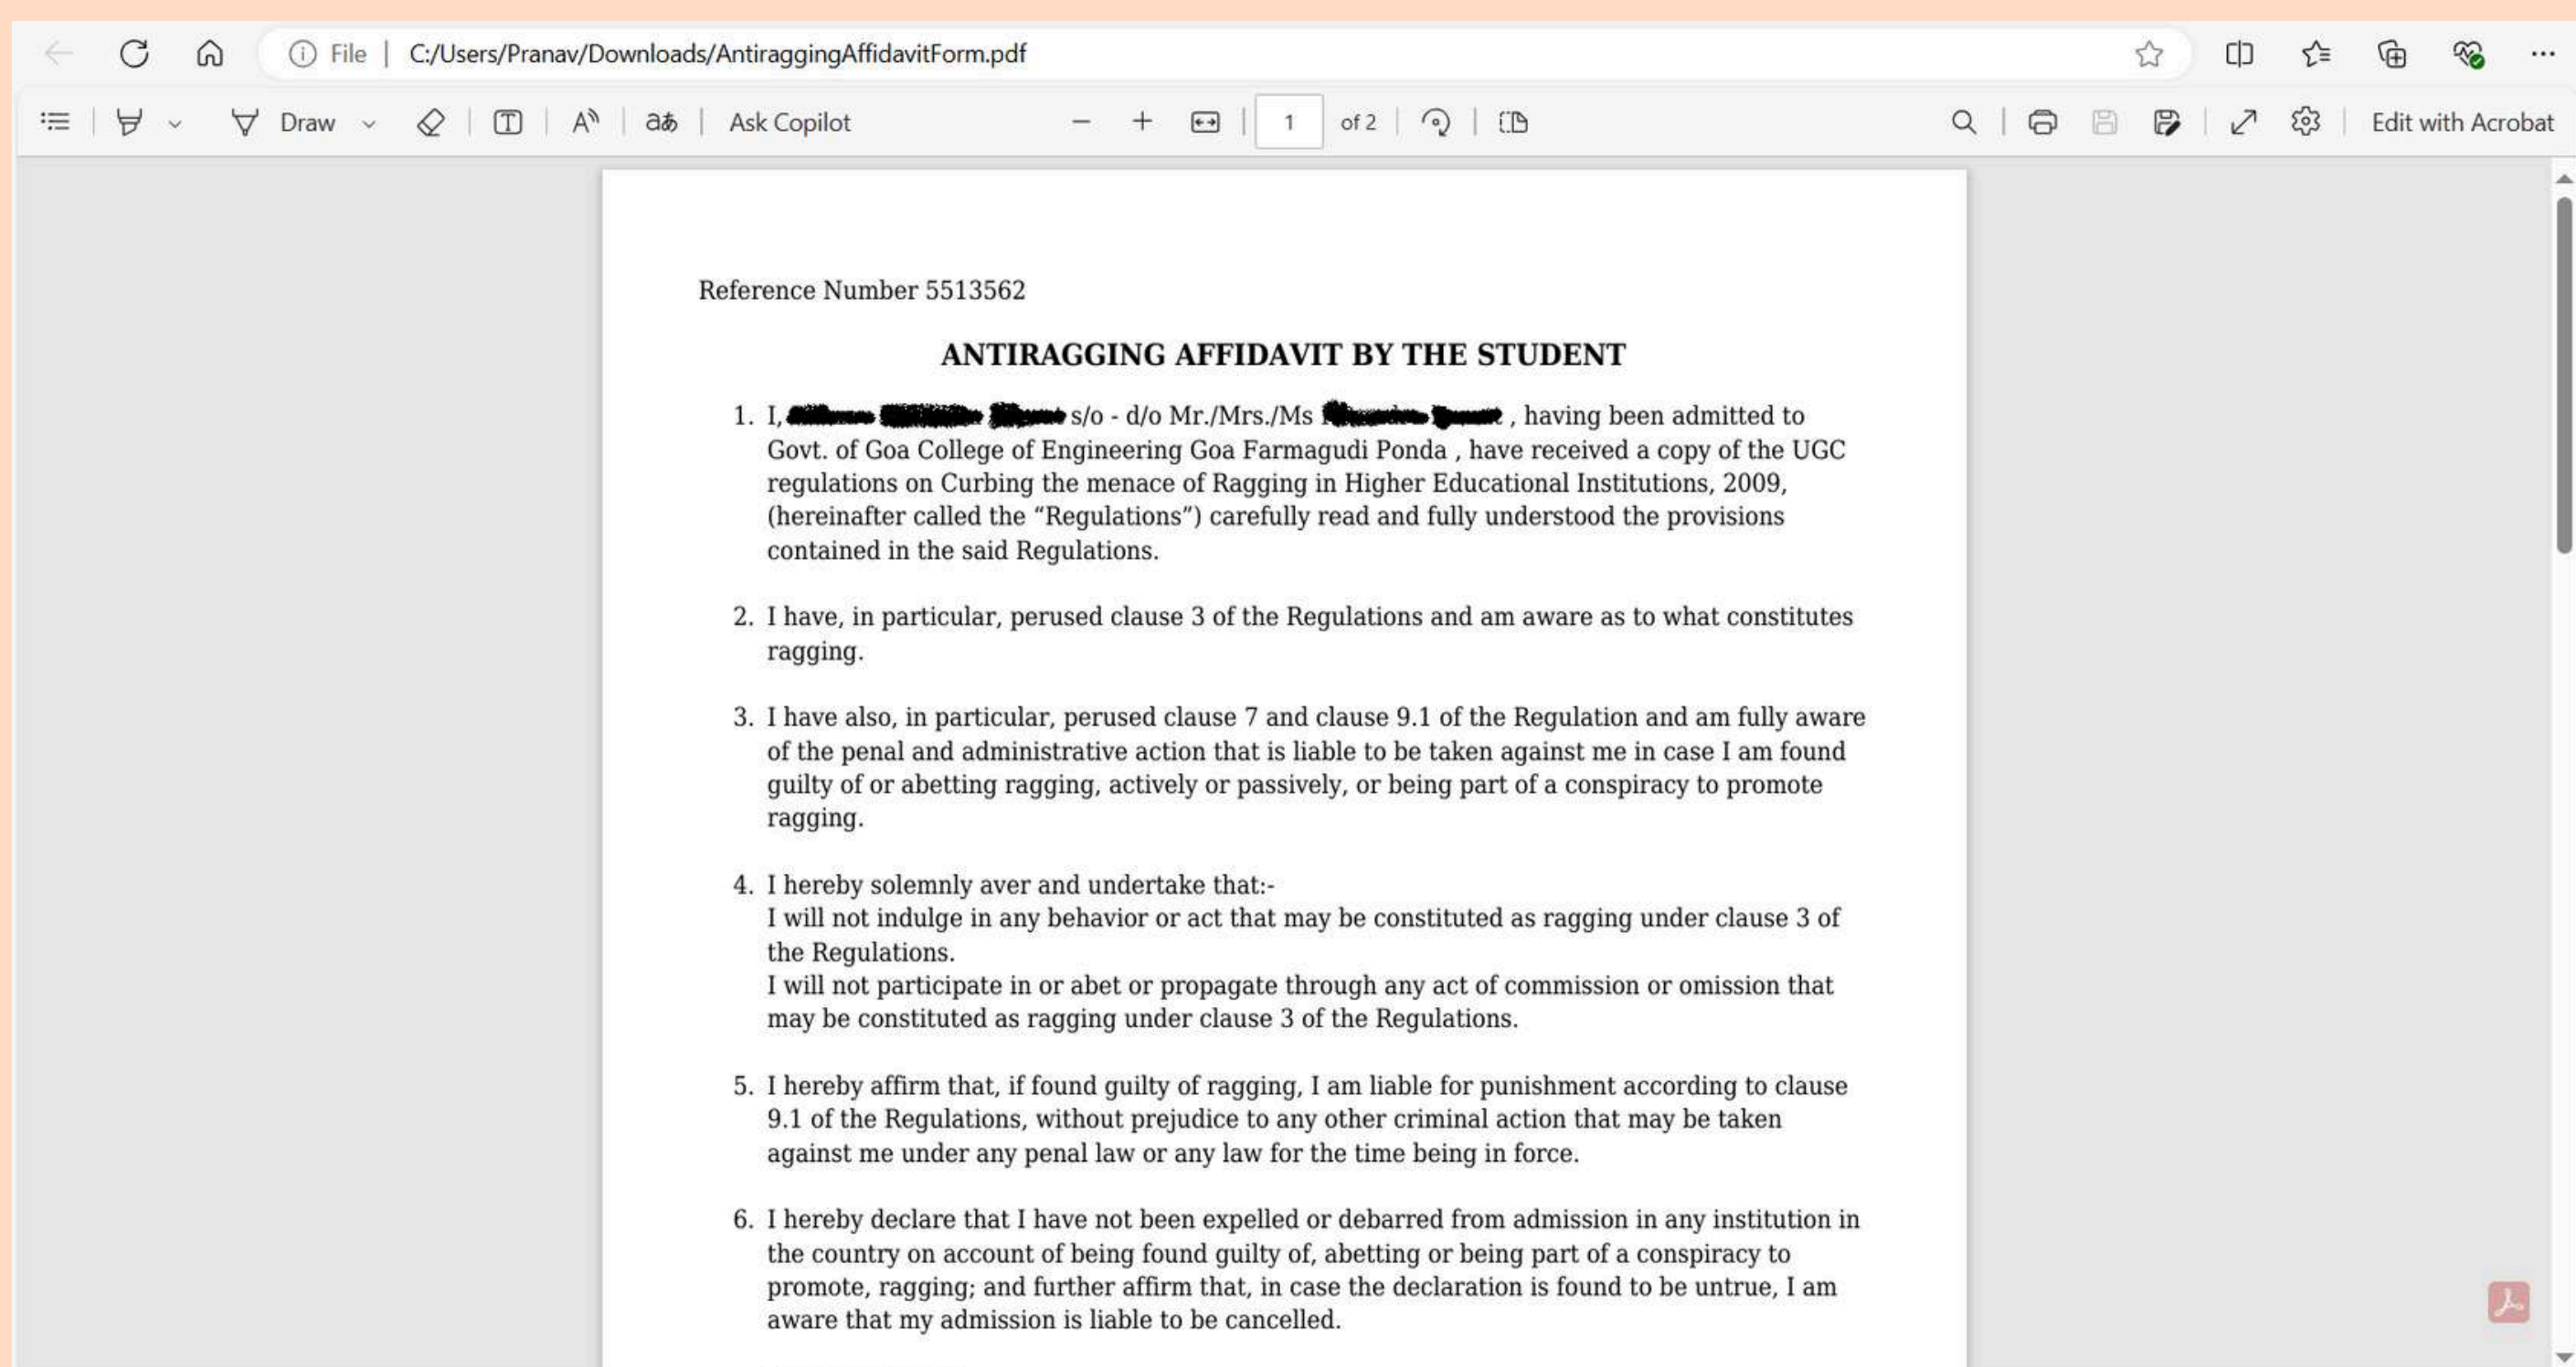 File | C:/Users/Pranav/Downloads/AntiraggingAffidavitForm.pdf
Draw aあ Ask Copilot 1 of 2 Edit with Acrobat
Reference Number 5513562
ANTIRAGGING AFFIDAVIT BY THE STUDENT
1. I, s/o - d/o Mr./Mrs./Ms , having been admitted to
Govt. of Goa College of Engineering Goa Farmagudi Ponda , have received a copy of the UGC
regulations on Curbing the menace of Ragging in Higher Educational Institutions, 2009,
(hereinafter called the “Regulations”) carefully read and fully understood the provisions
contained in the said Regulations.
2. I have, in particular, perused clause 3 of the Regulations and am aware as to what constitutes
ragging.
3. I have also, in particular, perused clause 7 and clause 9.1 of the Regulation and am fully aware
of the penal and administrative action that is liable to be taken against me in case I am found
guilty of or abetting ragging, actively or passively, or being part of a conspiracy to promote
ragging.
4. I hereby solemnly aver and undertake that:-
I will not indulge in any behavior or act that may be constituted as ragging under clause 3 of
the Regulations.
I will not participate in or abet or propagate through any act of commission or omission that
may be constituted as ragging under clause 3 of the Regulations.
5. I hereby affirm that, if found guilty of ragging, I am liable for punishment according to clause
9.1 of the Regulations, without prejudice to any other criminal action that may be taken
against me under any penal law or any law for the time being in force.
6. I hereby declare that I have not been expelled or debarred from admission in any institution in
the country on account of being found guilty of, abetting or being part of a conspiracy to
promote, ragging; and further affirm that, in case the declaration is found to be untrue, I am
aware that my admission is liable to be cancelled.